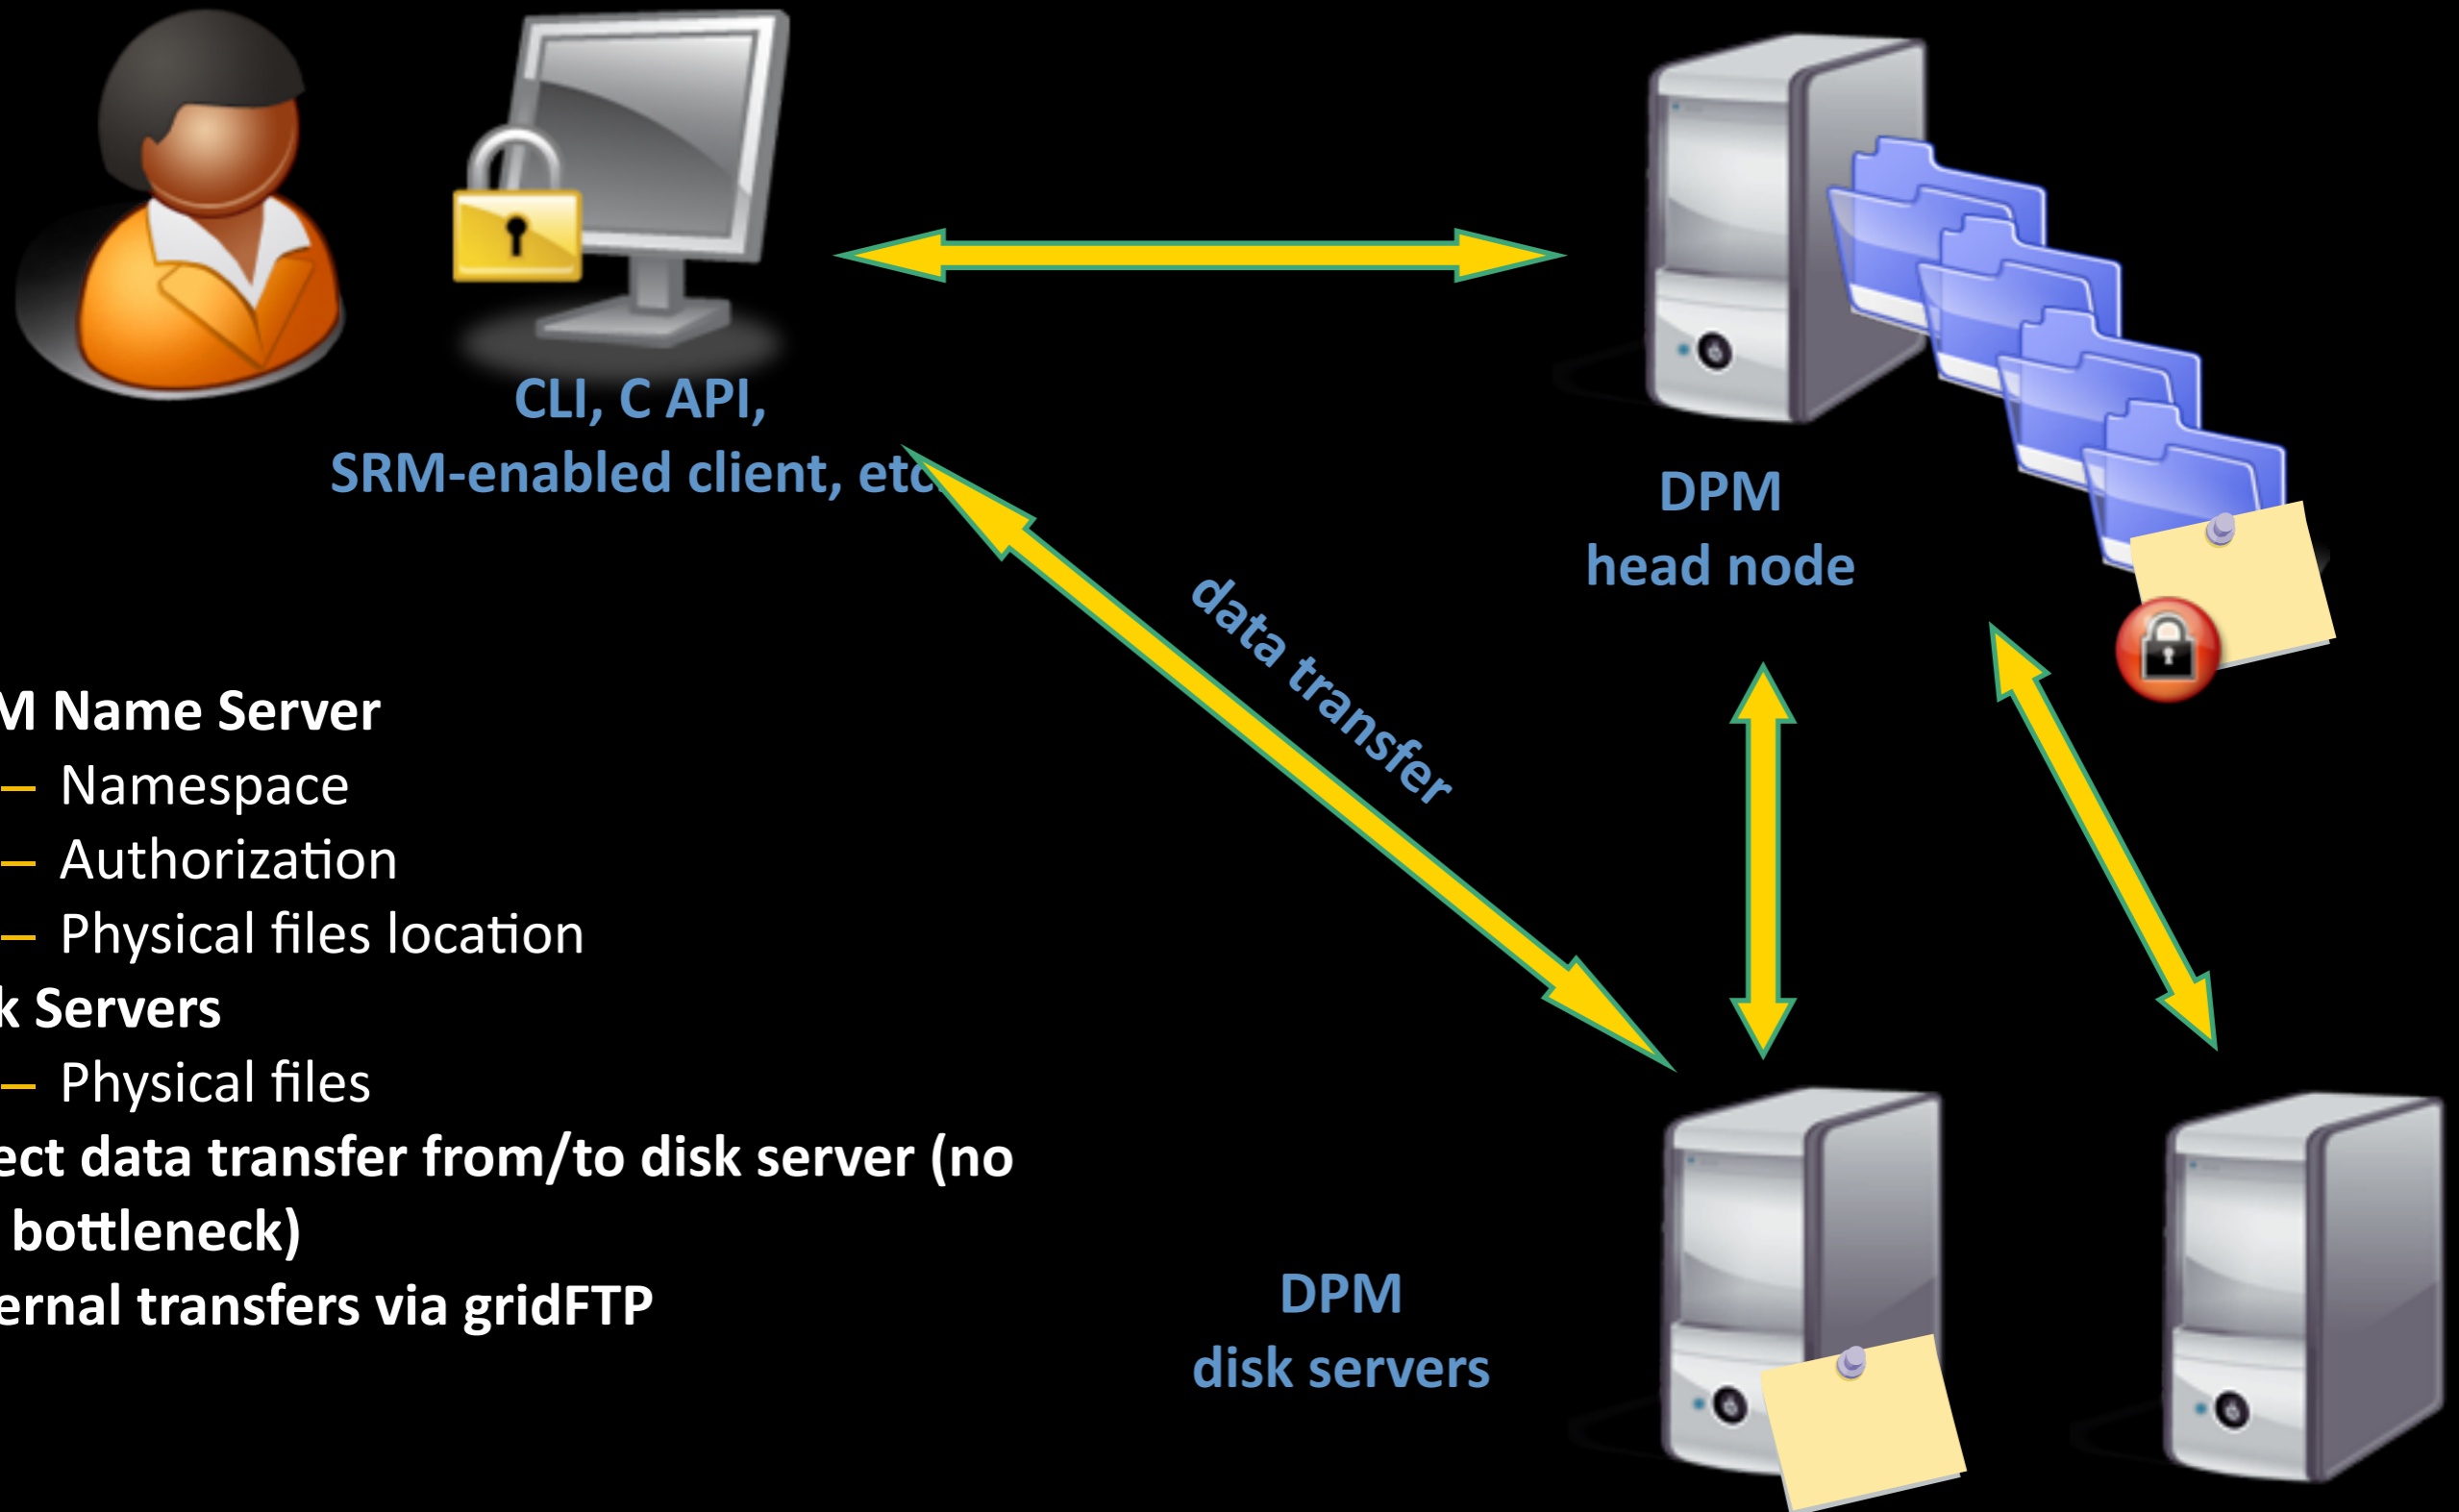 CLI, C API,
SRM-enabled client, etc.
DPM
head node
data transfer
M Name Server
– Namespace
– Authorization
– Physical files location
k Servers
– Physical files
ect data transfer from/to disk server (no
bottleneck)
ernal transfers via gridFTP
DPM
disk servers